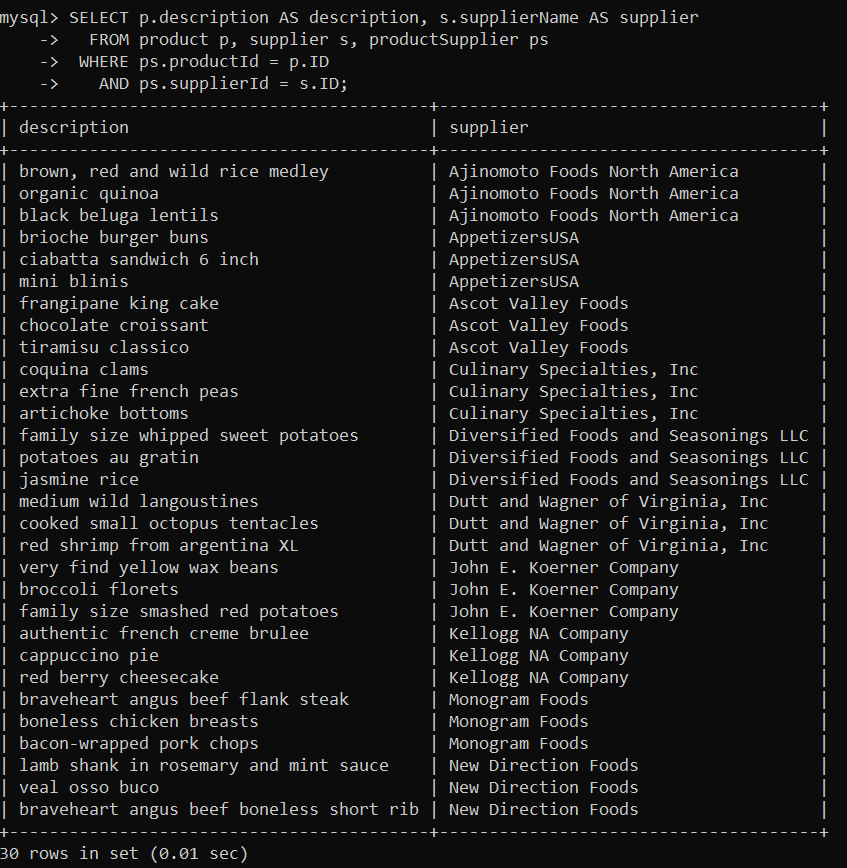 mysql> SELECT p.description AS description, s.supplierName AS supplier
    ->   FROM product p, supplier s, productSupplier ps
    ->  WHERE ps.productId = p.ID
    ->    AND ps.supplierId = s.ID;
+------------------------------------------+--------------------------------------+
| description                              | supplier                             |
+------------------------------------------+--------------------------------------+
| brown, red and wild rice medley          | Ajinomoto Foods North America        |
| organic quinoa                           | Ajinomoto Foods North America        |
| black beluga lentils                     | Ajinomoto Foods North America        |
| brioche burger buns                      | AppetizersUSA                        |
| ciabatta sandwich 6 inch                 | AppetizersUSA                        |
| mini blinis                              | AppetizersUSA                        |
| frangipane king cake                     | Ascot Valley Foods                   |
| chocolate croissant                      | Ascot Valley Foods                   |
| tiramisu classico                        | Ascot Valley Foods                   |
| coquina clams                            | Culinary Specialties, Inc            |
| extra fine french peas                   | Culinary Specialties, Inc            |
| artichoke bottoms                        | Culinary Specialties, Inc            |
| family size whipped sweet potatoes       | Diversified Foods and Seasonings LLC |
| potatoes au gratin                       | Diversified Foods and Seasonings LLC |
| jasmine rice                             | Diversified Foods and Seasonings LLC |
| medium wild langoustines                 | Dutt and Wagner of Virginia, Inc     |
| cooked small octopus tentacles           | Dutt and Wagner of Virginia, Inc     |
| red shrimp from argentina XL             | Dutt and Wagner of Virginia, Inc     |
| very find yellow wax beans               | John E. Koerner Company              |
| broccoli florets                         | John E. Koerner Company              |
| family size smashed red potatoes         | John E. Koerner Company              |
| authentic french creme brulee            | Kellogg NA Company                   |
| cappuccino pie                           | Kellogg NA Company                   |
| red berry cheesecake                     | Kellogg NA Company                   |
| braveheart angus beef flank steak        | Monogram Foods                       |
| boneless chicken breasts                 | Monogram Foods                       |
| bacon-wrapped pork chops                 | Monogram Foods                       |
| lamb shank in rosemary and mint sauce    | New Direction Foods                  |
| veal osso buco                           | New Direction Foods                  |
| braveheart angus beef boneless short rib | New Direction Foods                  |
+------------------------------------------+--------------------------------------+
30 rows in set (0.01 sec)